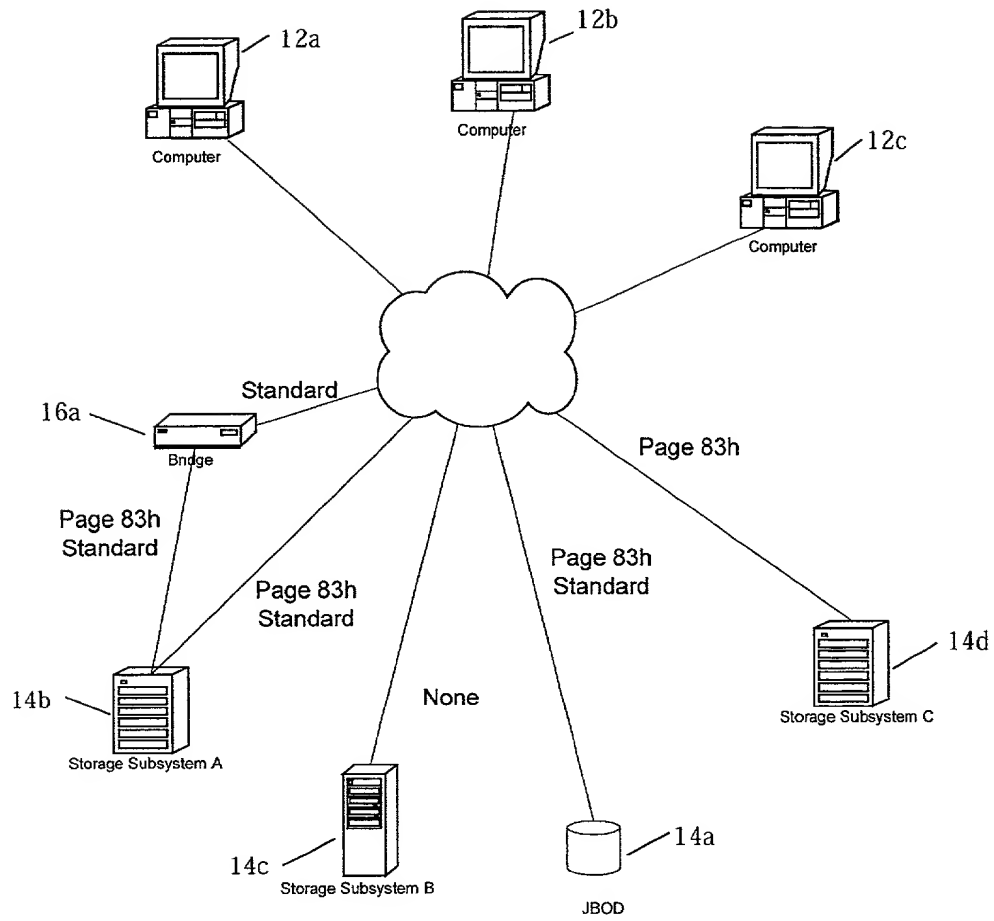 12a
12b
Computer
Computer
12c
Computer
Standard
16a
Bridge
Page 83h
Page 83h
Standard
Page 83h
Standard
Page 83h
Standard
14d
14b
None
Storage Subsystem C
Storage Subsystem A
14a
14c
Storage Subsystem B
JBOD